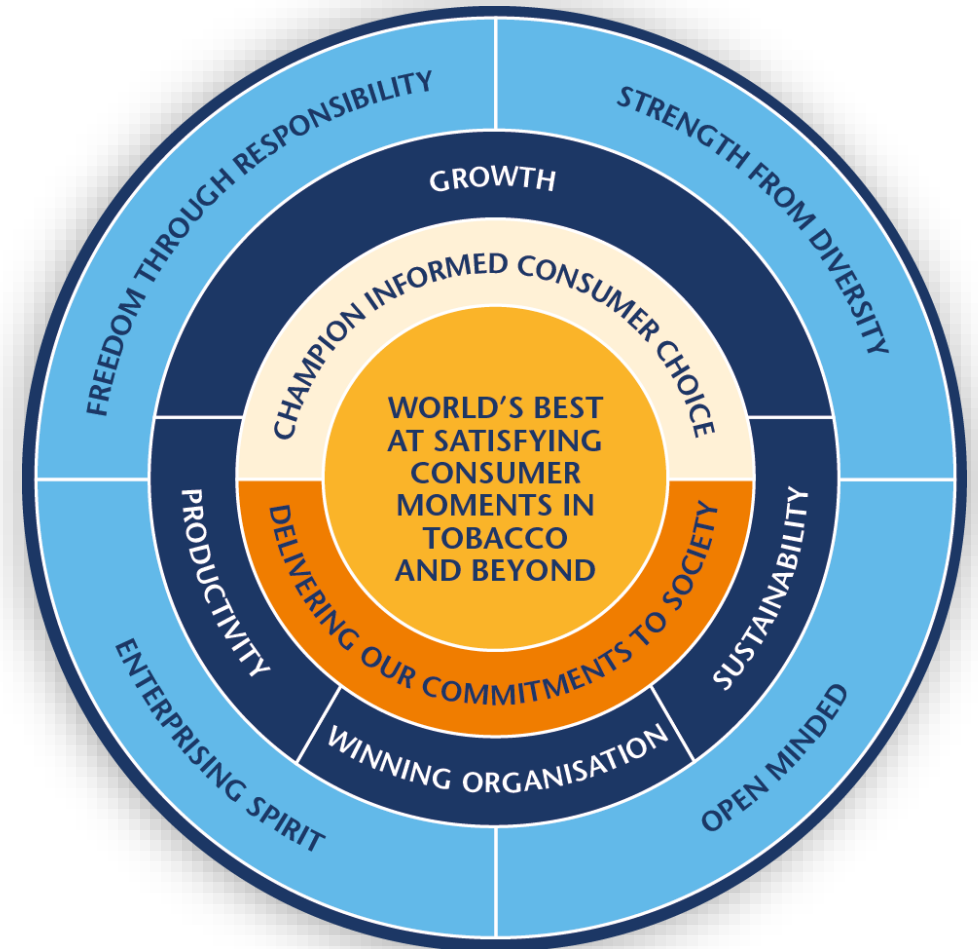 FREEDOM THROUGH RESPONSIBILITY
STRENGTH FROM DIVERSITY
GROWTH
CHAMPION INFORMED CONSUMER CHOICE
WORLD'S BEST
AT SATISFYING
CONSUMER
MOMENTS IN
TOBACCO
AND BEYOND
DELIVERING OUR COMMITMENTS TO SOCIETY
PRODUCTIVITY
SUSTAINABILITY
WINNING ORGANISATION
ENTERPRISING SPIRIT
OPEN MINDED